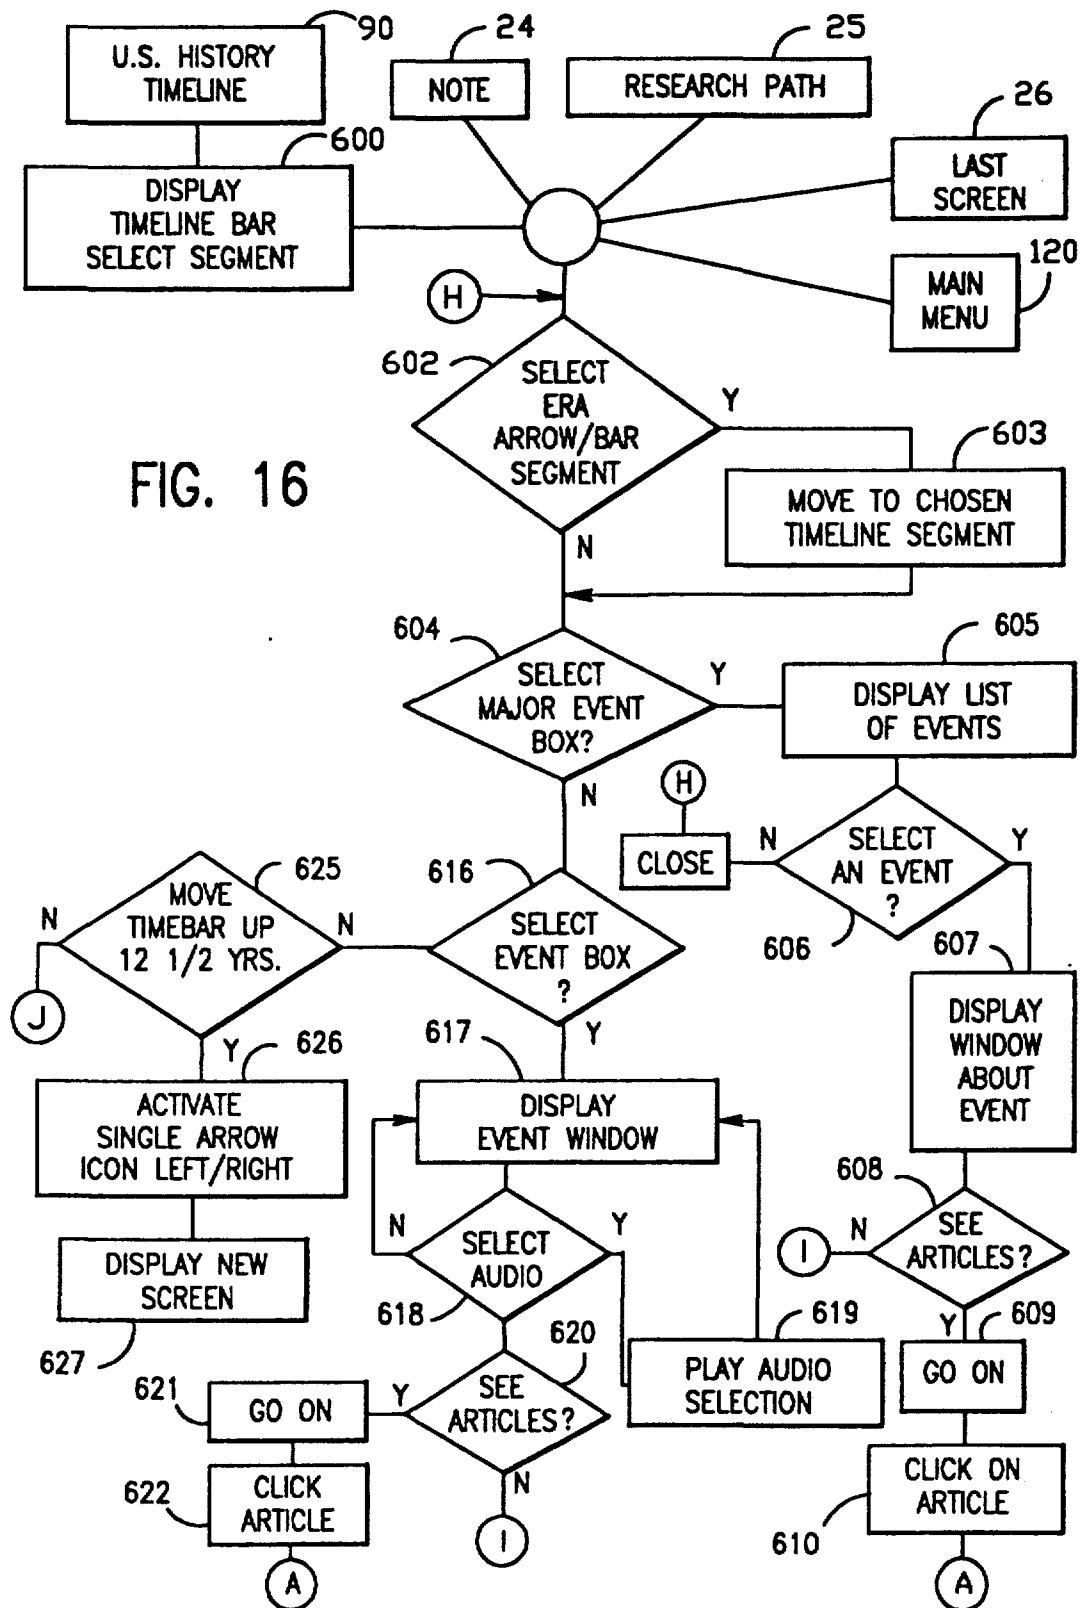 90
U.S. HISTORY
TIMELINE
24
NOTE
25
RESEARCH PATH
26
LAST
SCREEN
600
DISPLAY
TIMELINE BAR
SELECT SEGMENT
120
MAIN
MENU
H
602
SELECT
ERA
ARROW/BAR
SEGMENT
Y
N
603
MOVE TO CHOSEN
TIMELINE SEGMENT
FIG. 16
604
SELECT
MAJOR EVENT
BOX?
Y
N
605
DISPLAY LIST
OF EVENTS
H
CLOSE
N
SELECT
AN EVENT
?
Y
606
607
DISPLAY
WINDOW
ABOUT
EVENT
625
MOVE
TIMEBAR UP
12 1/2 YRS.
N
J
Y
N
616
SELECT
EVENT BOX
?
Y
626
ACTIVATE
SINGLE ARROW
ICON LEFT/RIGHT
DISPLAY NEW
SCREEN
627
617
DISPLAY
EVENT WINDOW
N
SELECT
AUDIO
Y
618
619
PLAY AUDIO
SELECTION
608
N
SEE
ARTICLES?
I
Y
609
GO ON
CLICK ON
ARTICLE
610
A
620
SEE
ARTICLES?
Y
N
I
621
GO ON
622
CLICK
ARTICLE
A